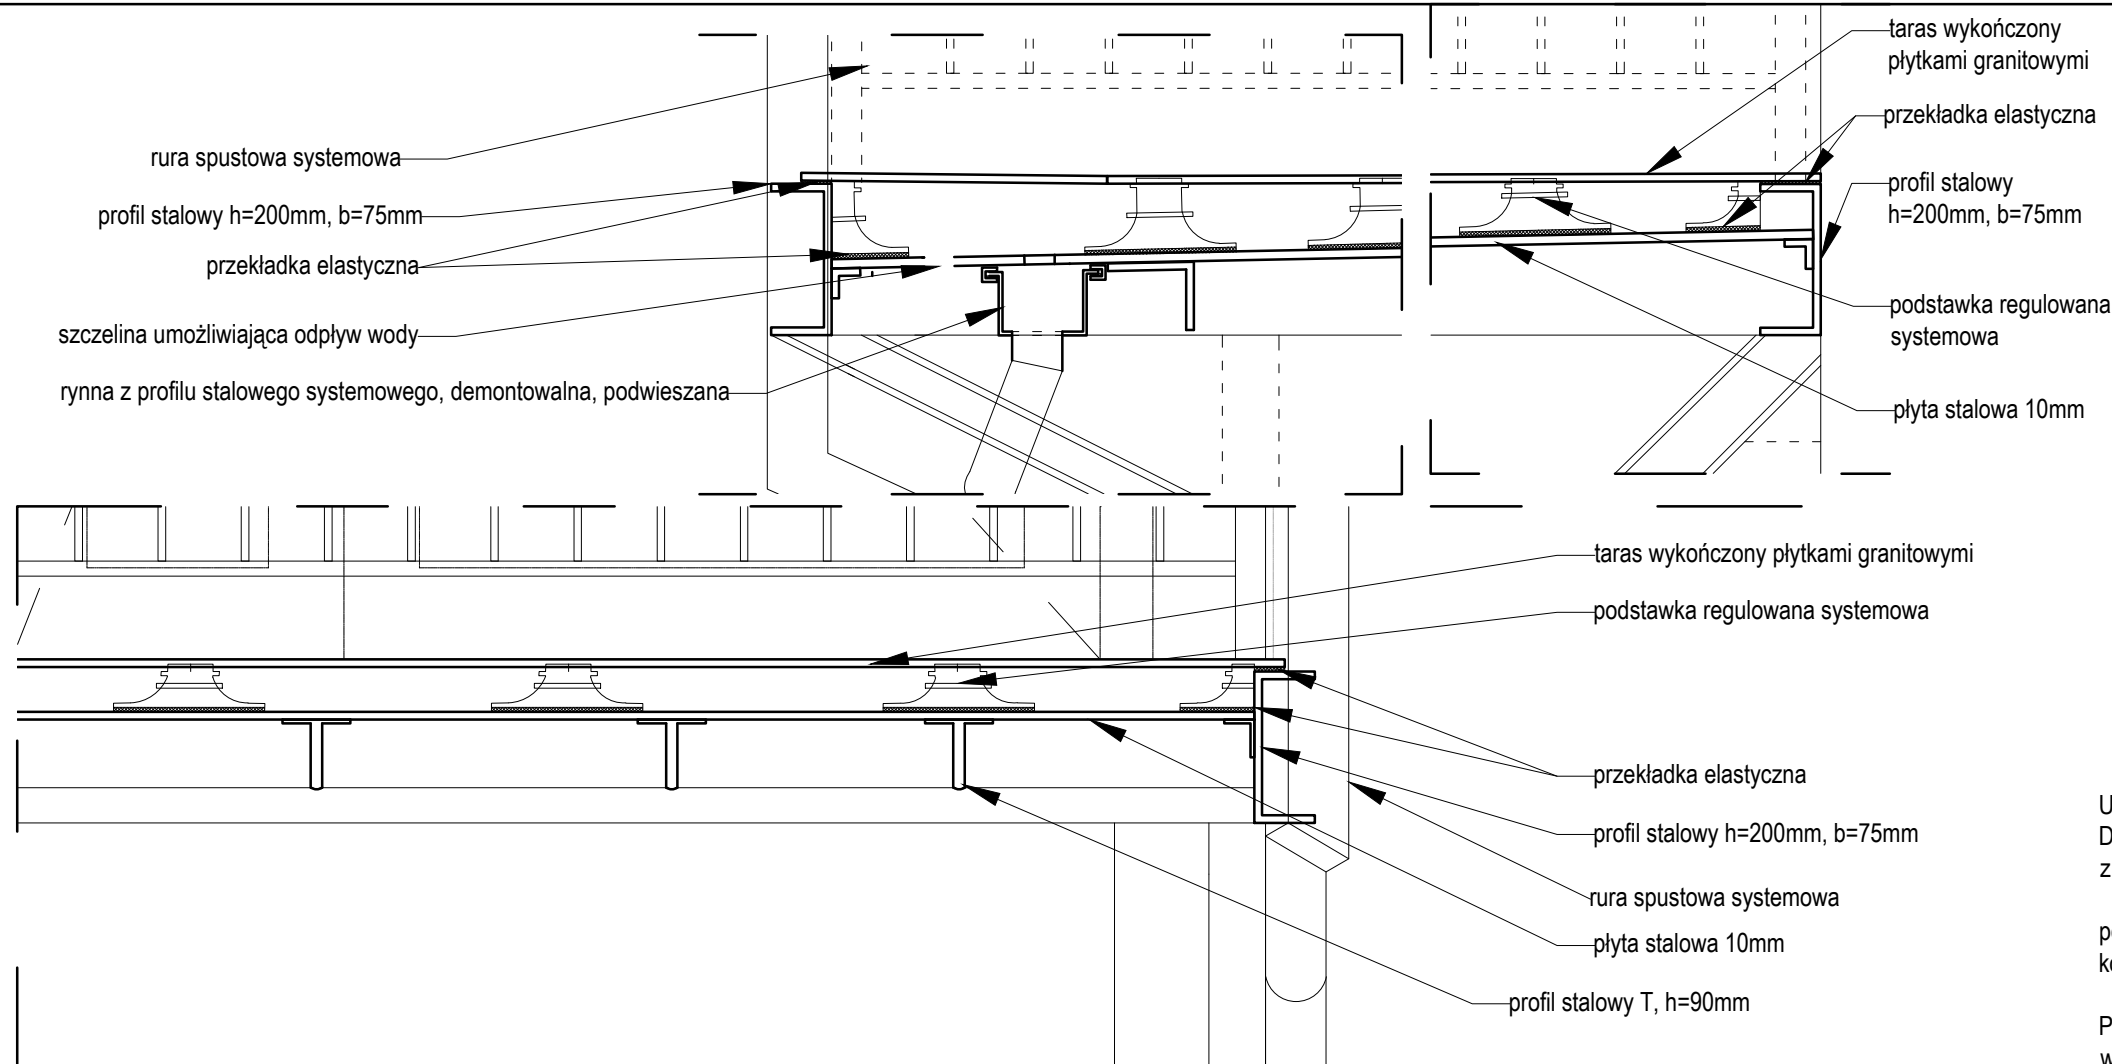 rura spustowa systemowa
profil stalowy h=200mm, b=75mm
przekładka elastyczna
szczelina umożliwiająca odpływ wody
rynna z profilu stalowego systemowego, demontowalna, podwieszana
taras wykończony
płytkami granitowymi
przekładka elastyczna
profil stalowy
h=200mm, b=75mm
podstawka regulowana
systemowa
płyta stalowa 10mm
taras wykończony płytkami granitowymi
podstawka regulowana systemowa
przekładka elastyczna
profil stalowy h=200mm, b=75mm
rura spustowa systemowa
płyta stalowa 10mm
profil stalowy T, h=90mm